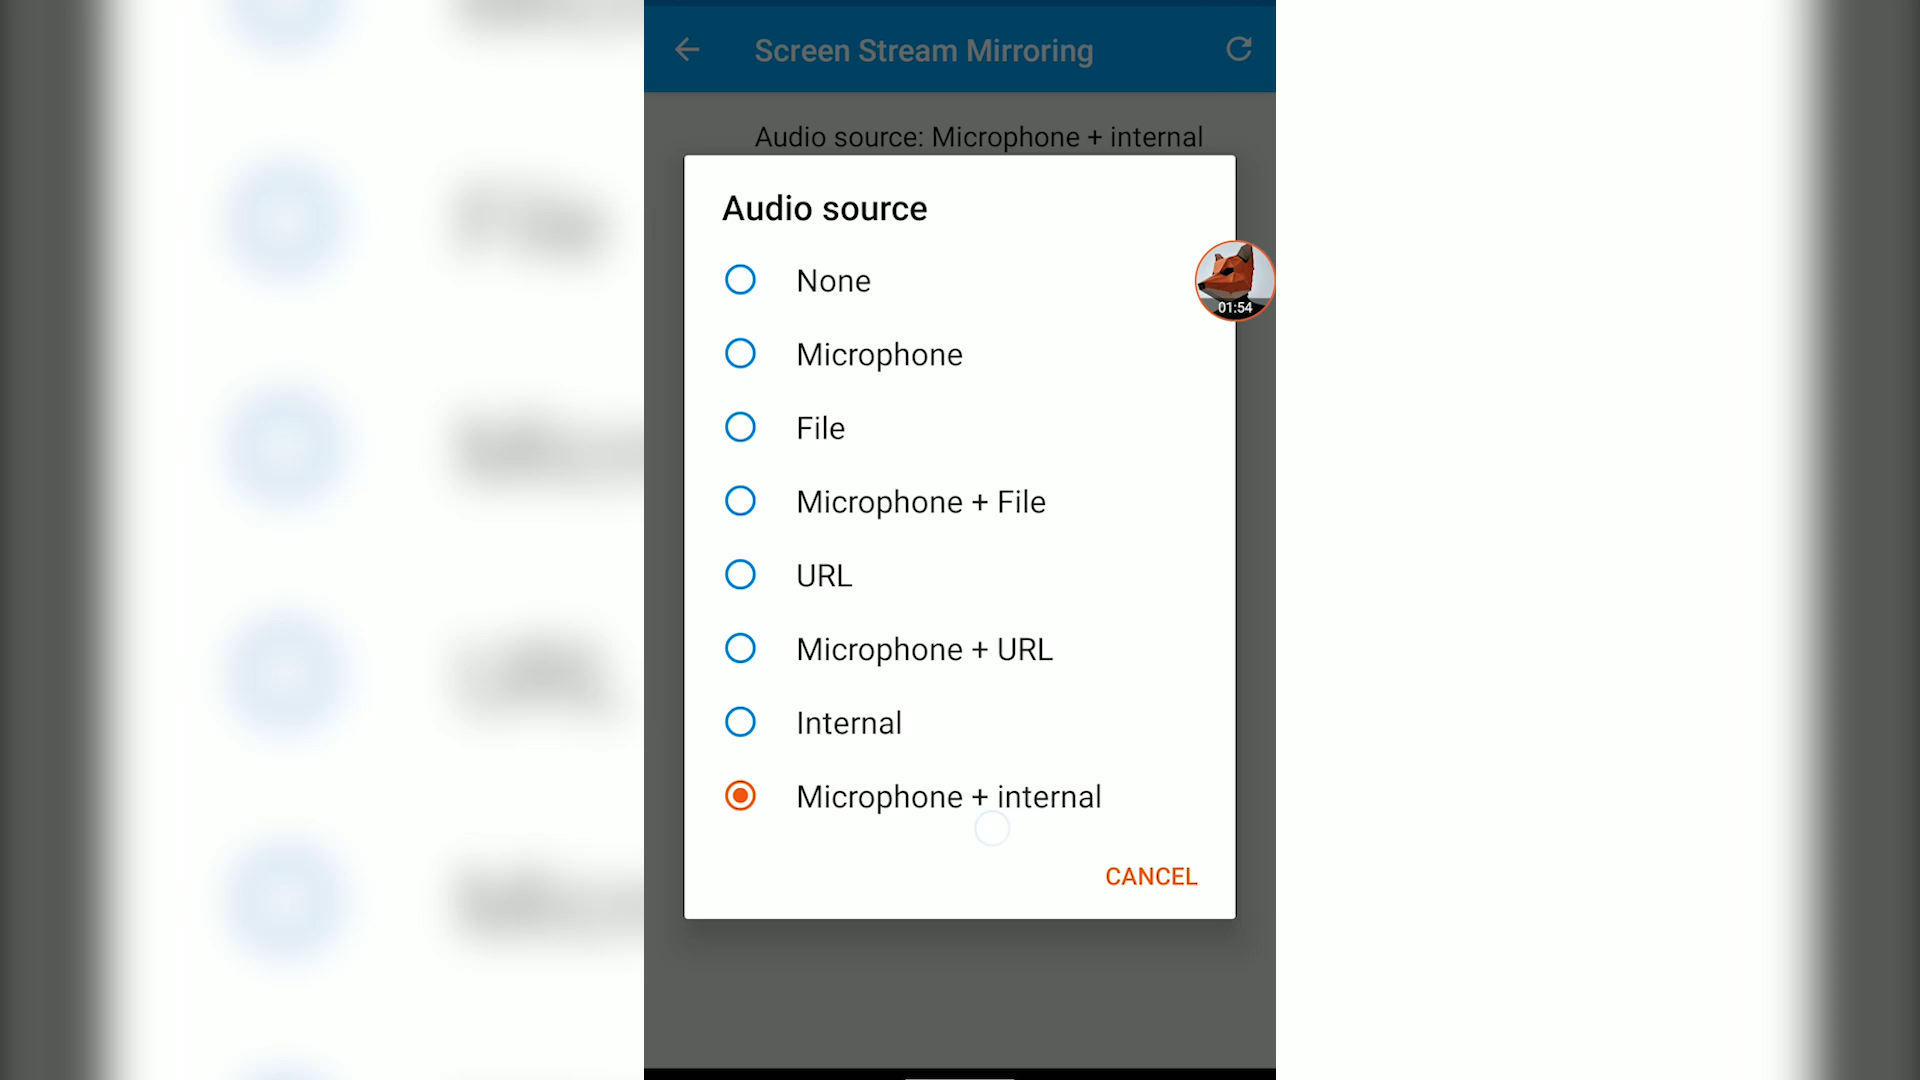 Screen Stream Mirroring
Audio source: Microphone + internal
Audio source
None
01:54
Microphone
File
Microphone + File
URL
Microphone + URL
Internal
Microphone + internal
CANCEL